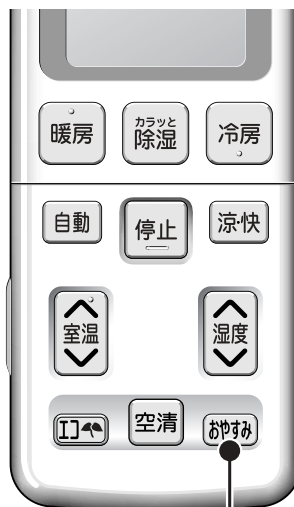 暖房
カラッと
除湿
冷房
自動
停止
涼快
室温
湿度
エコ
空清
おやすみ